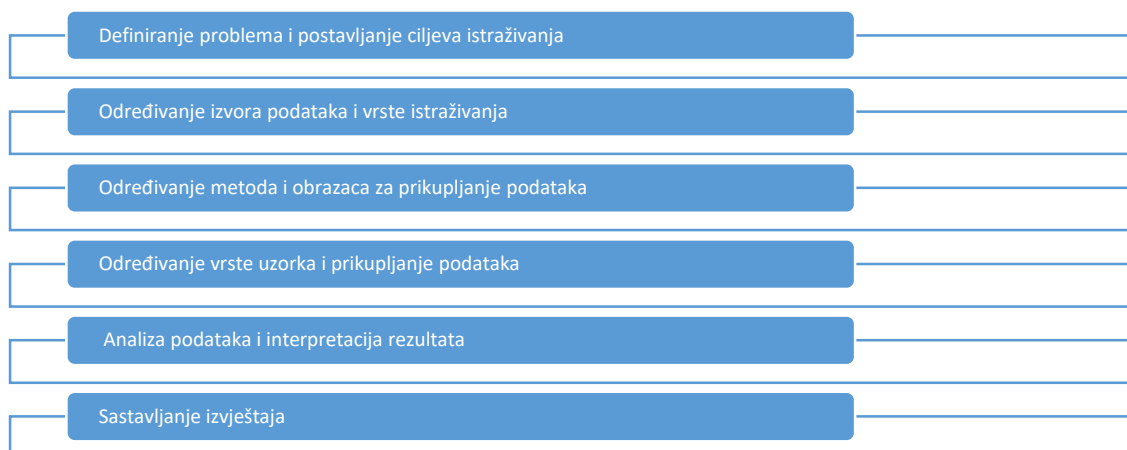 Definiranje problema i postavljanje ciljeva istraživanja
Određivanje izvora podataka i vrste istraživanja
Određivanje metoda i obrazaca za prikupljanje podataka
Određivanje vrste uzorka i prikupljanje podataka
Analiza podataka i interpretacija rezultata
Sastavljanje izvještaja